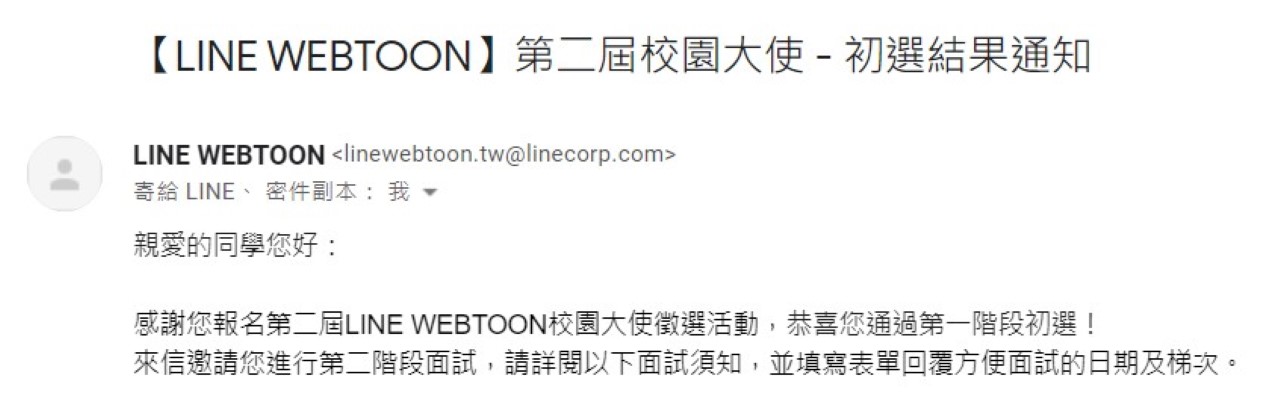 【LINE WEBTOON】第二屆校園大使 - 初選結果通知
LINE WEBTOON <linewebtoon.tw@linecorp.com>
寄給 LINE、 密件副本： 我
親愛的同學您好：
感謝您報名第二屆LINE WEBTOON校園大使徵選活動，恭喜您通過第一階段初選！
來信邀請您進行第二階段面試，請詳閱以下面試須知，並填寫表單回覆方便面試的日期及梯次。